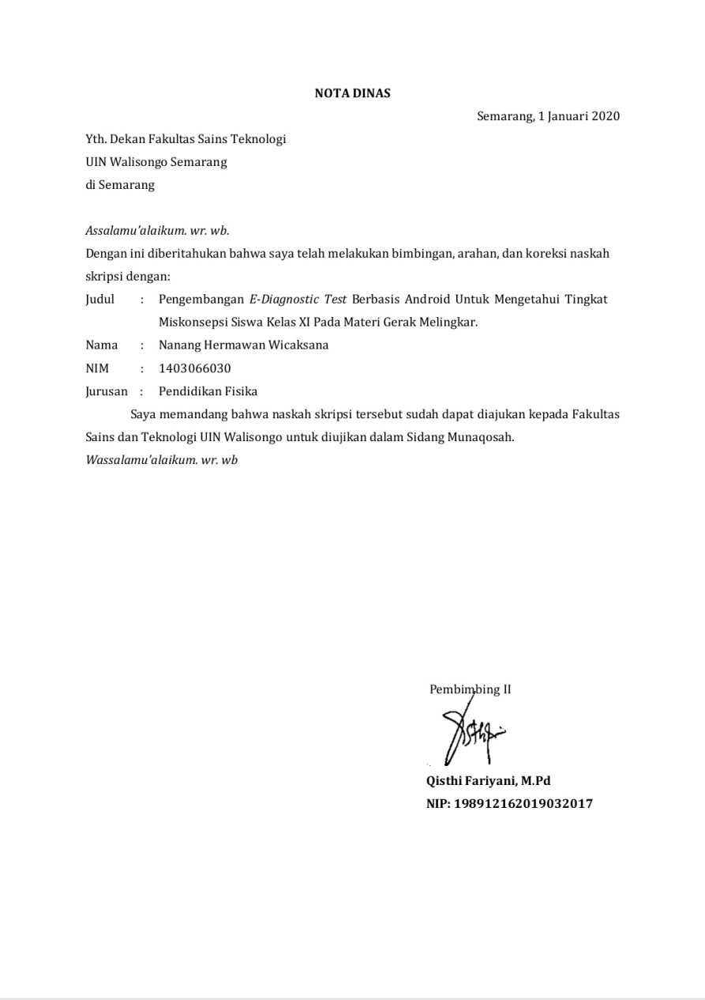 NOTA DINAS
Semarang, 1 Januari 2020
Yth. Dekan Fakultas Sains Teknologi
UIN Walisongo Semarang
di Semarang
Assalamu’alaikum. wr. wb.
Dengan ini diberitahukan bahwa saya telah melakukan bimbingan, arahan, dan koreksi naskah
skripsi dengan:
Judul : Pengembangan E-Diagnostic Test Berbasis Android Untuk Mengetahui Tingkat
Miskonsepsi Siswa Kelas XI Pada Materi Gerak Melingkar.
Nama : Nanang Hermawan Wicaksana
NIM : 1403066030
Jurusan : Pendidikan Fisika
Saya memandang bahwa naskah skripsi tersebut sudah dapat diajukan kepada Fakultas
Sains dan Teknologi UIN Walisongo untuk diujikan dalam Sidang Munaqosah.
Wassalamu’alaikum. wr. wb
Pembimbing II
Qisthi Fariyani, M.Pd
NIP: 198912162019032017